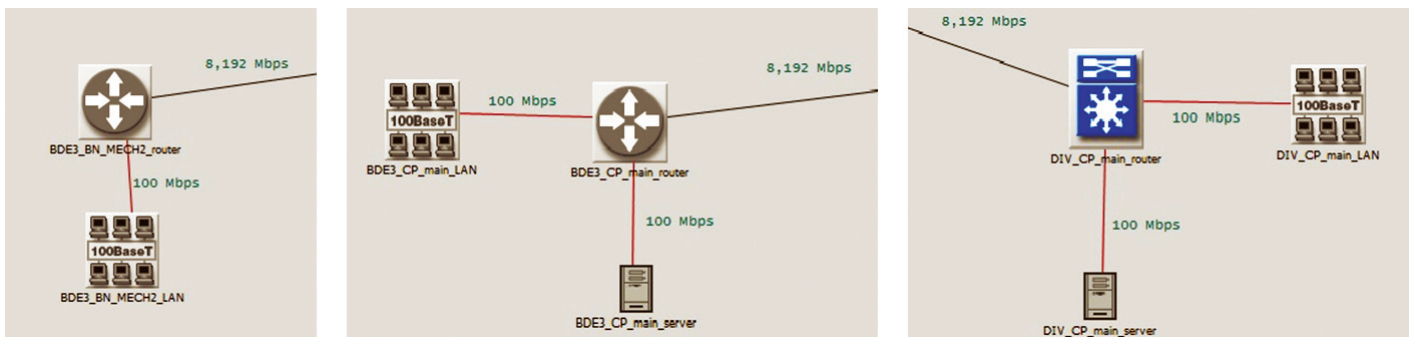 8,192 Mbps
BDE3_BN_MECH2_router
100 Mbps
100BaseT
BDE3_BN_MECH2_LAN
8,192 Mbps
100 Mbps
100BaseT
BDE3_CP_main_LAN
BDE3_CP_main_router
100 Mbps
BDE3_CP_main_server
8,192 Mbps
100BaseT
100 Mbps
DIV_CP_main_router
DIV_CP_main_LAN
100 Mbps
DIV_CP_main_server